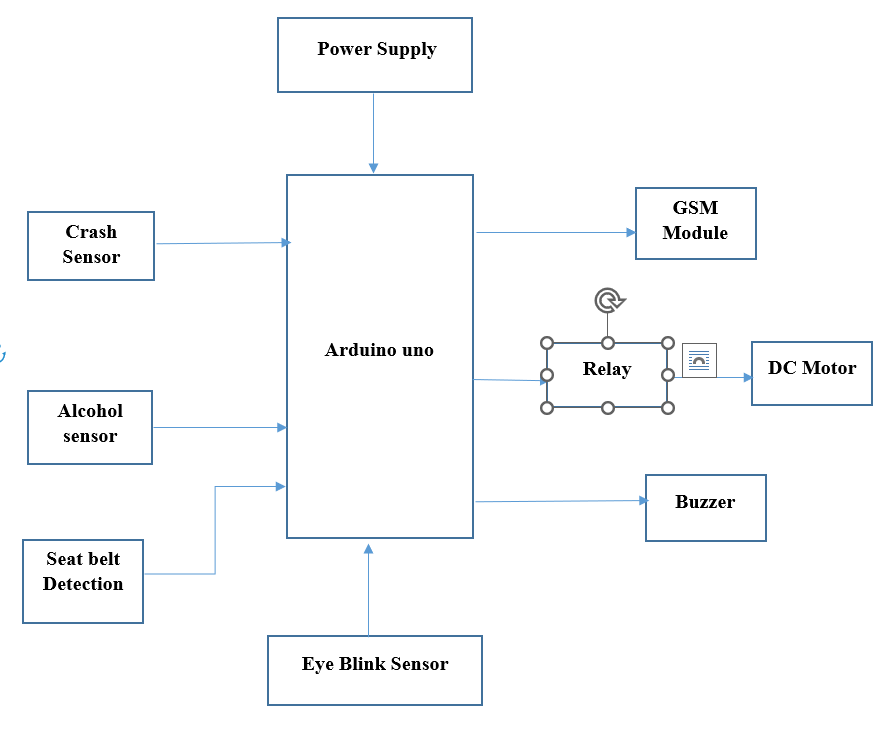 Power Supply
Crash
Sensor
GSM
Module
Arduino uno
Relay
DC Motor
Alcohol
sensor
Buzzer
Seat belt
Detection
Eye Blink Sensor